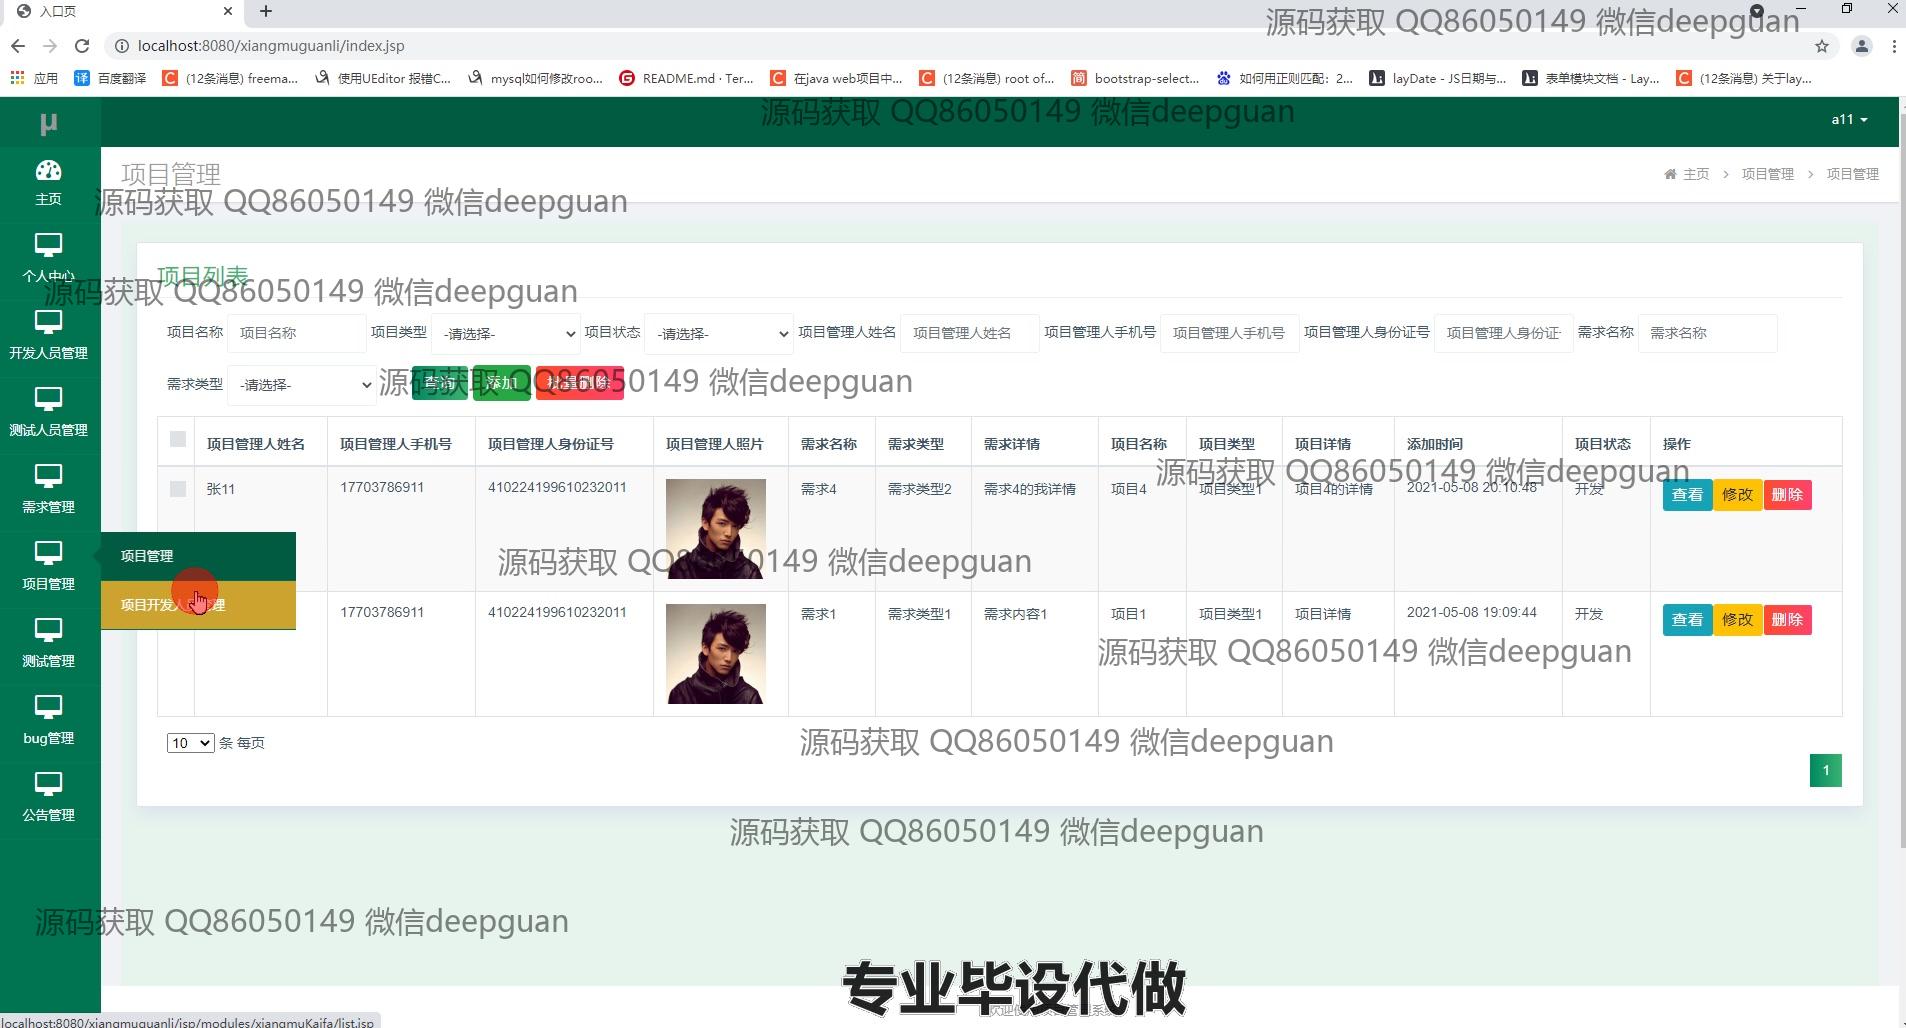 入口页
localhost:8080/xiangmuguanli/index.jsp
源码获取 QQ86050149 微信deepguan
应用 百度翻译 (12条消息) freema... 使用UEditor 报错C... mysql如何修改roo... README.md · Ter... 在java web项目中... (12条消息) root of... bootstrap-select... 如何用正则匹配：2... layDate - JS日期与... 表单模块文档 - Lay... (12条消息) 关于lay...
μ
源码获取 QQ86050149 微信deepguan
a11
主页
项目管理
主页 > 项目管理 > 项目管理
源码获取 QQ86050149 微信deepguan
个人中心
项目列表
源码获取 QQ86050149 微信deepguan
开发人员管理
项目名称 项目名称 项目类型 -请选择- 项目状态 -请选择- 项目管理人姓名 项目管理人姓名 项目管理人手机号 项目管理人手机号 项目管理人身份证号 项目管理人身份证 需求名称 需求名称
需求类型 -请选择- 查询 添加 批量删除
源码获取 QQ86050149 微信deepguan
测试人员管理
项目管理人姓名 项目管理人手机号 项目管理人身份证号 项目管理人照片 需求名称 需求类型 需求详情 项目名称 项目类型 项目详情 添加时间 项目状态 操作
源码获取 QQ86050149 微信deepguan
张11 17703786911 410224199610232011 需求4 需求类型2 需求4的我详情 项目4 项目类型1 项目4的详情 2021-05-08 20:10:48 开发 查看 修改 删除
需求管理
源码获取 QQ86050149 微信deepguan
项目管理
项目管理
项目开发人员管理
17703786911 410224199610232011 需求1 需求类型1 需求内容1 项目1 项目类型1 项目详情 2021-05-08 19:09:44 开发 查看 修改 删除
源码获取 QQ86050149 微信deepguan
测试管理
bug管理
10 条 每页
源码获取 QQ86050149 微信deepguan
1
公告管理
源码获取 QQ86050149 微信deepguan
源码获取 QQ86050149 微信deepguan
专业毕设代做
localhost:8080/xiangmuguanli/jsp/modules/xiangmuKaifa/list.jsp